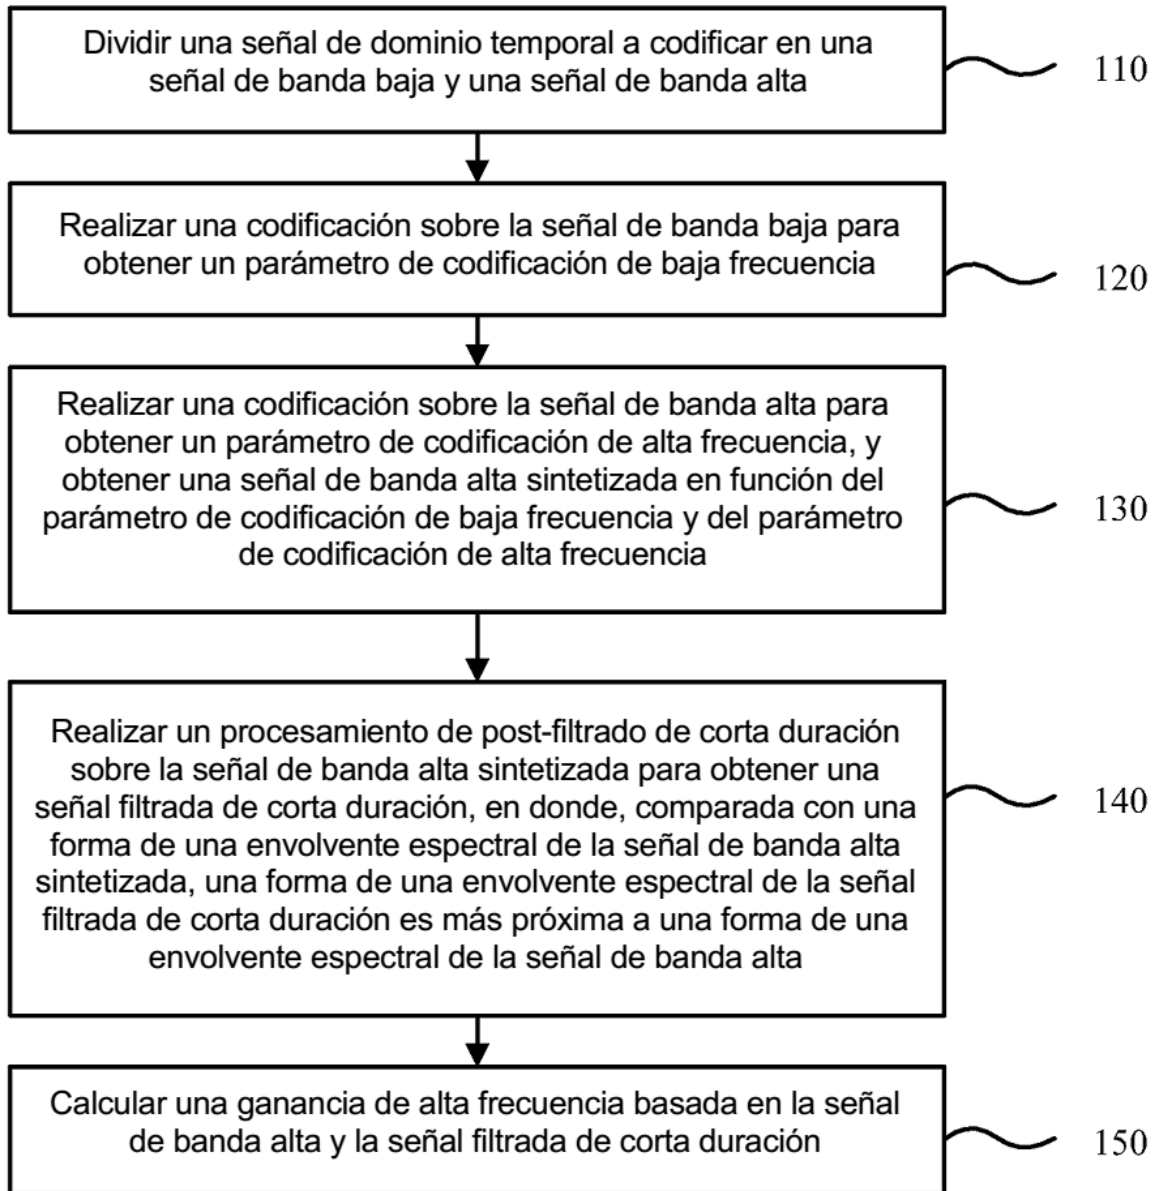 Dividir una señal de dominio temporal a codificar en una
señal de banda baja y una señal de banda alta
110
Realizar una codificación sobre la señal de banda baja para
obtener un parámetro de codificación de baja frecuencia
120
Realizar una codificación sobre la señal de banda alta para
obtener un parámetro de codificación de alta frecuencia, y
obtener una señal de banda alta sintetizada en función del
parámetro de codificación de baja frecuencia y del parámetro
de codificación de alta frecuencia
130
Realizar un procesamiento de post-filtrado de corta duración
sobre la señal de banda alta sintetizada para obtener una
señal filtrada de corta duración, en donde, comparada con una
forma de una envolvente espectral de la señal de banda alta
sintetizada, una forma de una envolvente espectral de la señal
filtrada de corta duración es más próxima a una forma de una
envolvente espectral de la señal de banda alta
140
Calcular una ganancia de alta frecuencia basada en la señal
de banda alta y la señal filtrada de corta duración
150